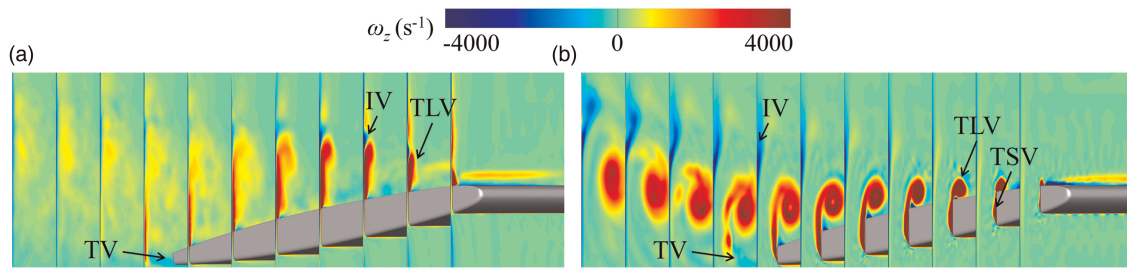 ω_z (s⁻¹)
-4000 0 4000
(a)
(b)
IV
TLV
TV
IV
TLV
TSV
TV